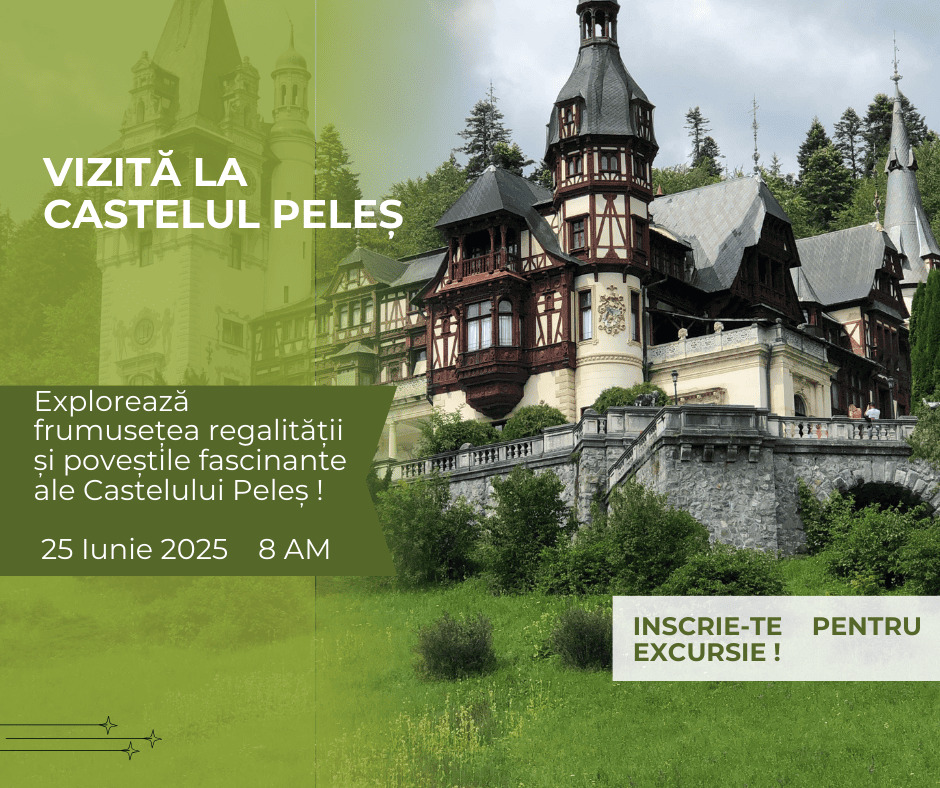 VIZITĂ LA
CASTELUL PELEȘ
Explorează
frumusețea regalității
și poveștile fascinante
ale Castelului Peleș !
25 Iunie 2025 8 AM
INSCRIE-TE PENTRU
EXCURSIE !